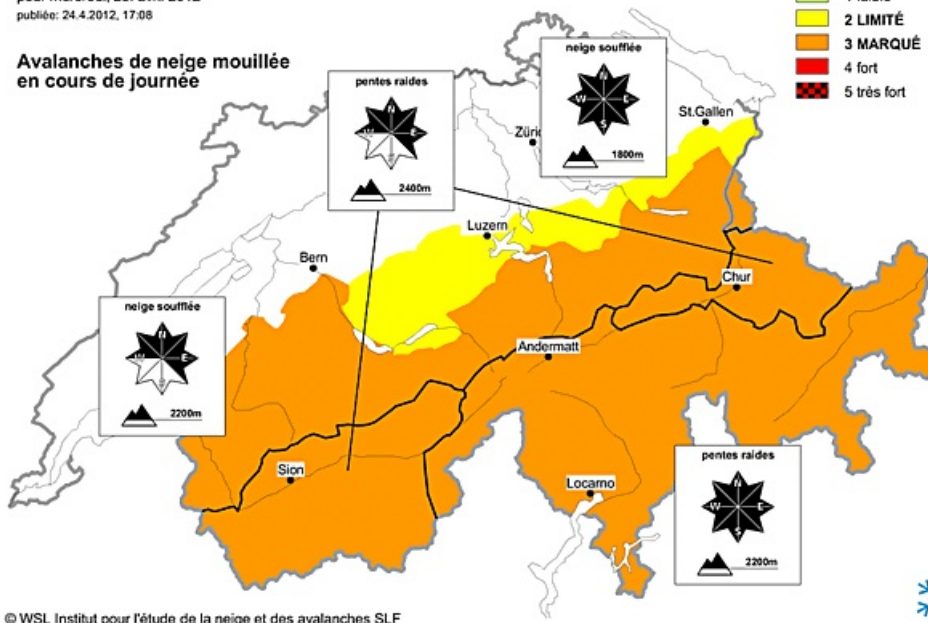 publiée: 24.4.2012, 17:08
Avalanches de neige mouillée
en cours de journée
2 LIMITÉ
3 MARQUÉ
4 fort
5 très fort
neige soufflée
N
W E
S
1800m
pentes raides
N
W E
S
2400m
St.Gallen
Züri
Luzern
Bern
Chur
neige soufflée
N
W E
S
2200m
Andermatt
Sion
Locarno
pentes raides
N
W E
S
2200m
© WSL Institut pour l'étude de la neige et des avalanches SLF